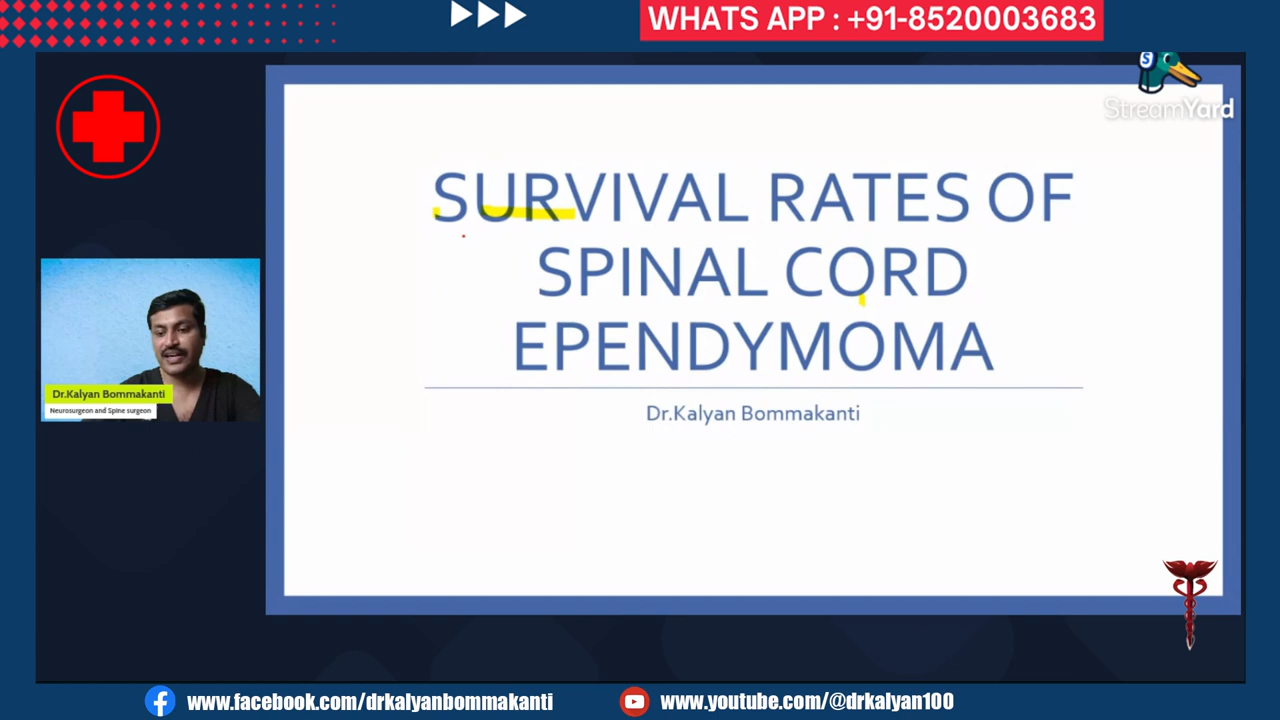 WHATS APP : +91-8520003683
S
StreamYard
SURVIVAL RATES OF
SPINAL CORD
EPENDYMOMA
Dr.Kalyan Bommakanti
Dr.Kalyan Bommakanti
Neurosurgeon and Spine surgeon
www.facebook.com/drkalyanbommakanti
www.youtube.com/@drkalyan100